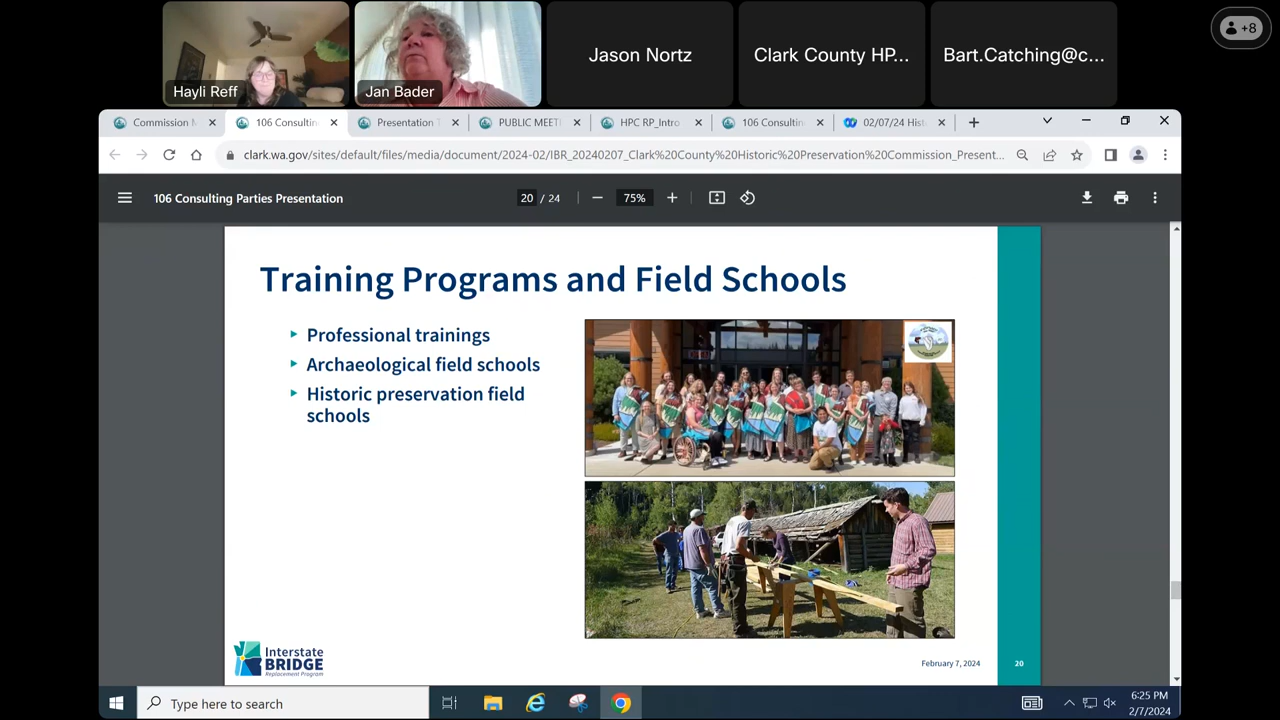 Hayli Reff
Jan Bader
Jason Nortz
Clark County HP...
Bart.Catching@c...
+8
Commission M
106 Consultin
Presentation T
PUBLIC MEET
HPC RP_Intro
106 Consultin
02/07/24 Hist
clark.wa.gov/sites/default/files/media/document/2024-02/IBR_20240207_Clark%20County%20Historic%20Preservation%20Commission_Present...
106 Consulting Parties Presentation
20 / 24
75%
Training Programs and Field Schools
Professional trainings
Archaeological field schools
Historic preservation field
schools
Interstate
BRIDGE
Replacement Program
February 7, 2024
20
Type here to search
6:25 PM
2/7/2024